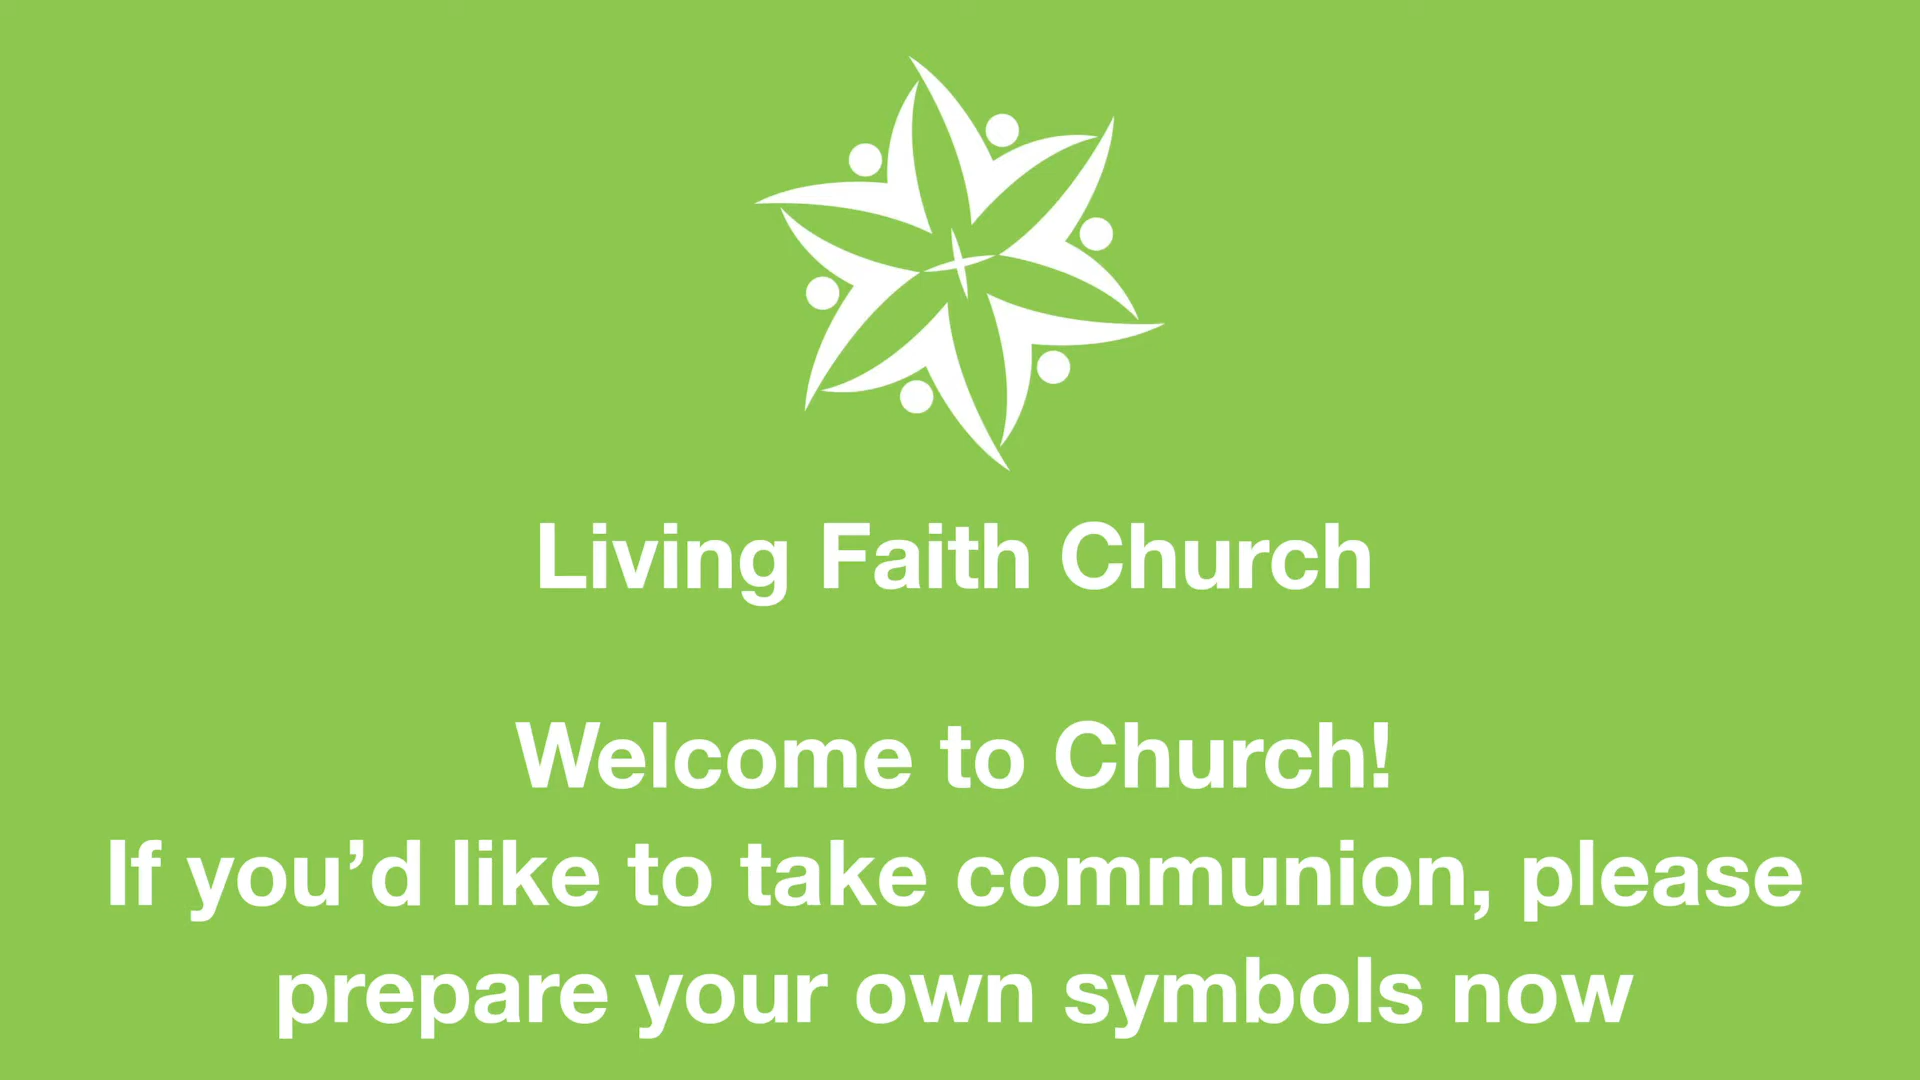 Living Faith Church
Welcome to Church!
If you’d like to take communion, please
prepare your own symbols now